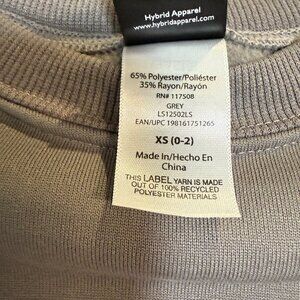 Hybrid Apparel
www.hybridapparel.com
65% Polyester/Poliéster
35% Rayon/Rayón
RN# 117508
GREY
LS12502LS
EAN/UPC 198161751265
XS (0-2)
Made In/Hecho En
China
THIS LABEL YARN IS MADE
OUT OF 100% RECYCLED
POLYESTER MATERIALS